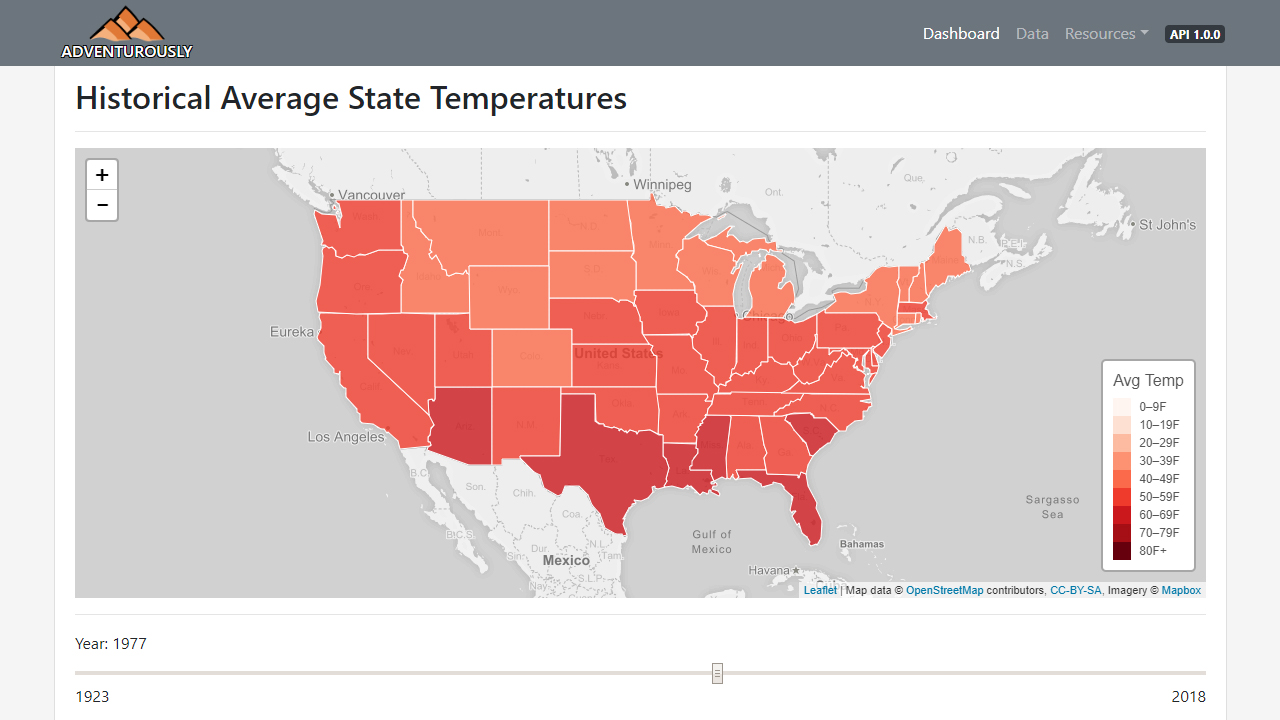 ADVENTUROUSLY
Dashboard Data Resources API 1.0.0
Historical Average State Temperatures
+
−
Vancouver
Winnipeg
Ont.
Que.
St John's
N.B.
P.E.I.
N.S.
Wash.
Mont.
N.D.
Minn.
Maine
Ore.
Idaho
Wyo.
S.D.
Wis.
N.Y.
Eureka
Nev.
Utah
Colo.
Nebr.
Iowa
Chicago
Ill.
Ind.
Ohio
PA.
United States
Kans.
Mo.
Ky.
W.Va.
Va.
Calif.
Los Angeles
Ariz.
N.M.
Okla.
Ark.
Tenn.
N.C.
S.C.
Tex.
La.
Miss.
Ala.
Ga.
B.C.
Son.
Chih.
Coa.
B.C.S.
Sin.
Dur.
N.L.
Tam.
Mexico
Nay.
S.L.P.
Gulf of
Mexico
Sargasso
Sea
Bahamas
Havana
Avg Temp
0–9F
10–19F
20–29F
30–39F
40–49F
50–59F
60–69F
70–79F
80F+
Leaflet | Map data © OpenStreetMap contributors, CC-BY-SA, Imagery © Mapbox
Year: 1977
1923 2018